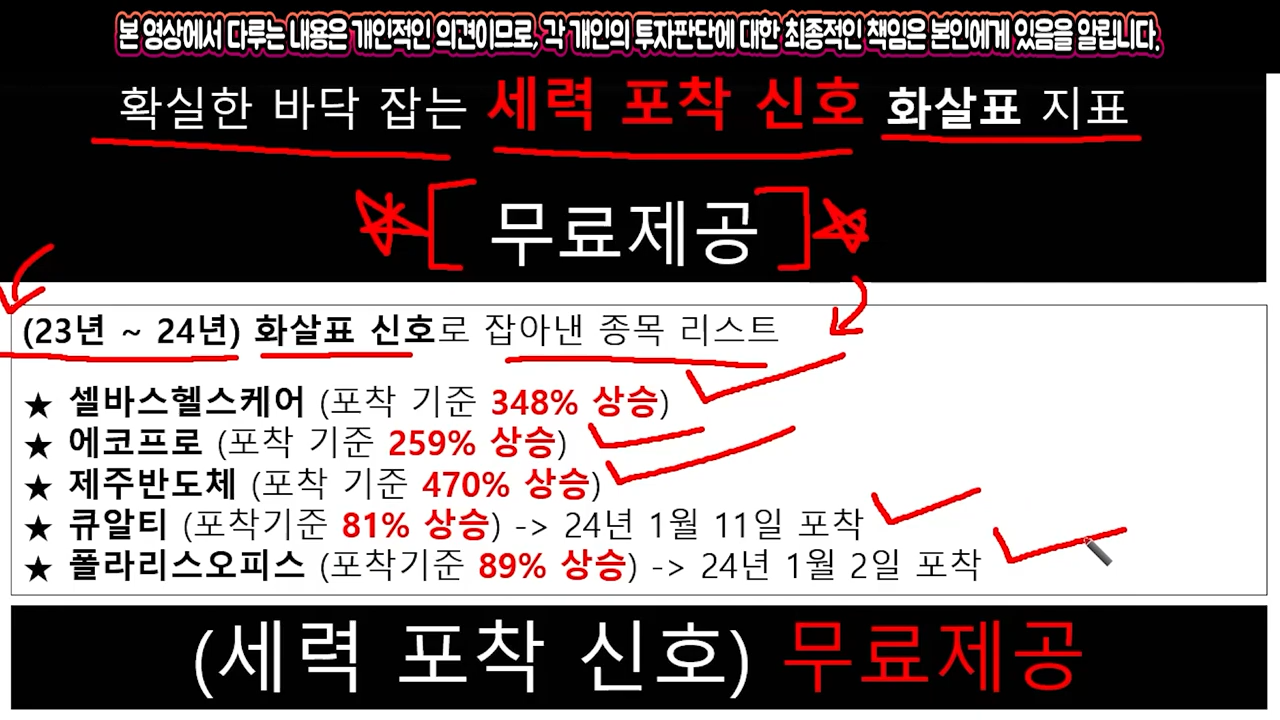 본 영상에서 다루는 내용은 개인적인 의견이므로, 각 개인의 투자판단에 대한 최종적인 책임은 본인에게 있음을 알립니다.
확실한 바닥 잡는 세력 포착 신호 화살표 지표
무료제공
(23년 ~ 24년) 화살표 신호로 잡아낸 종목 리스트
★ 셀바스헬스케어 (포착 기준 348% 상승)
★ 에코프로 (포착 기준 259% 상승)
★ 제주반도체 (포착 기준 470% 상승)
★ 큐알티 (포착기준 81% 상승) -> 24년 1월 11일 포착
★ 폴라리스오피스 (포착기준 89% 상승) -> 24년 1월 2일 포착
(세력 포착 신호) 무료제공